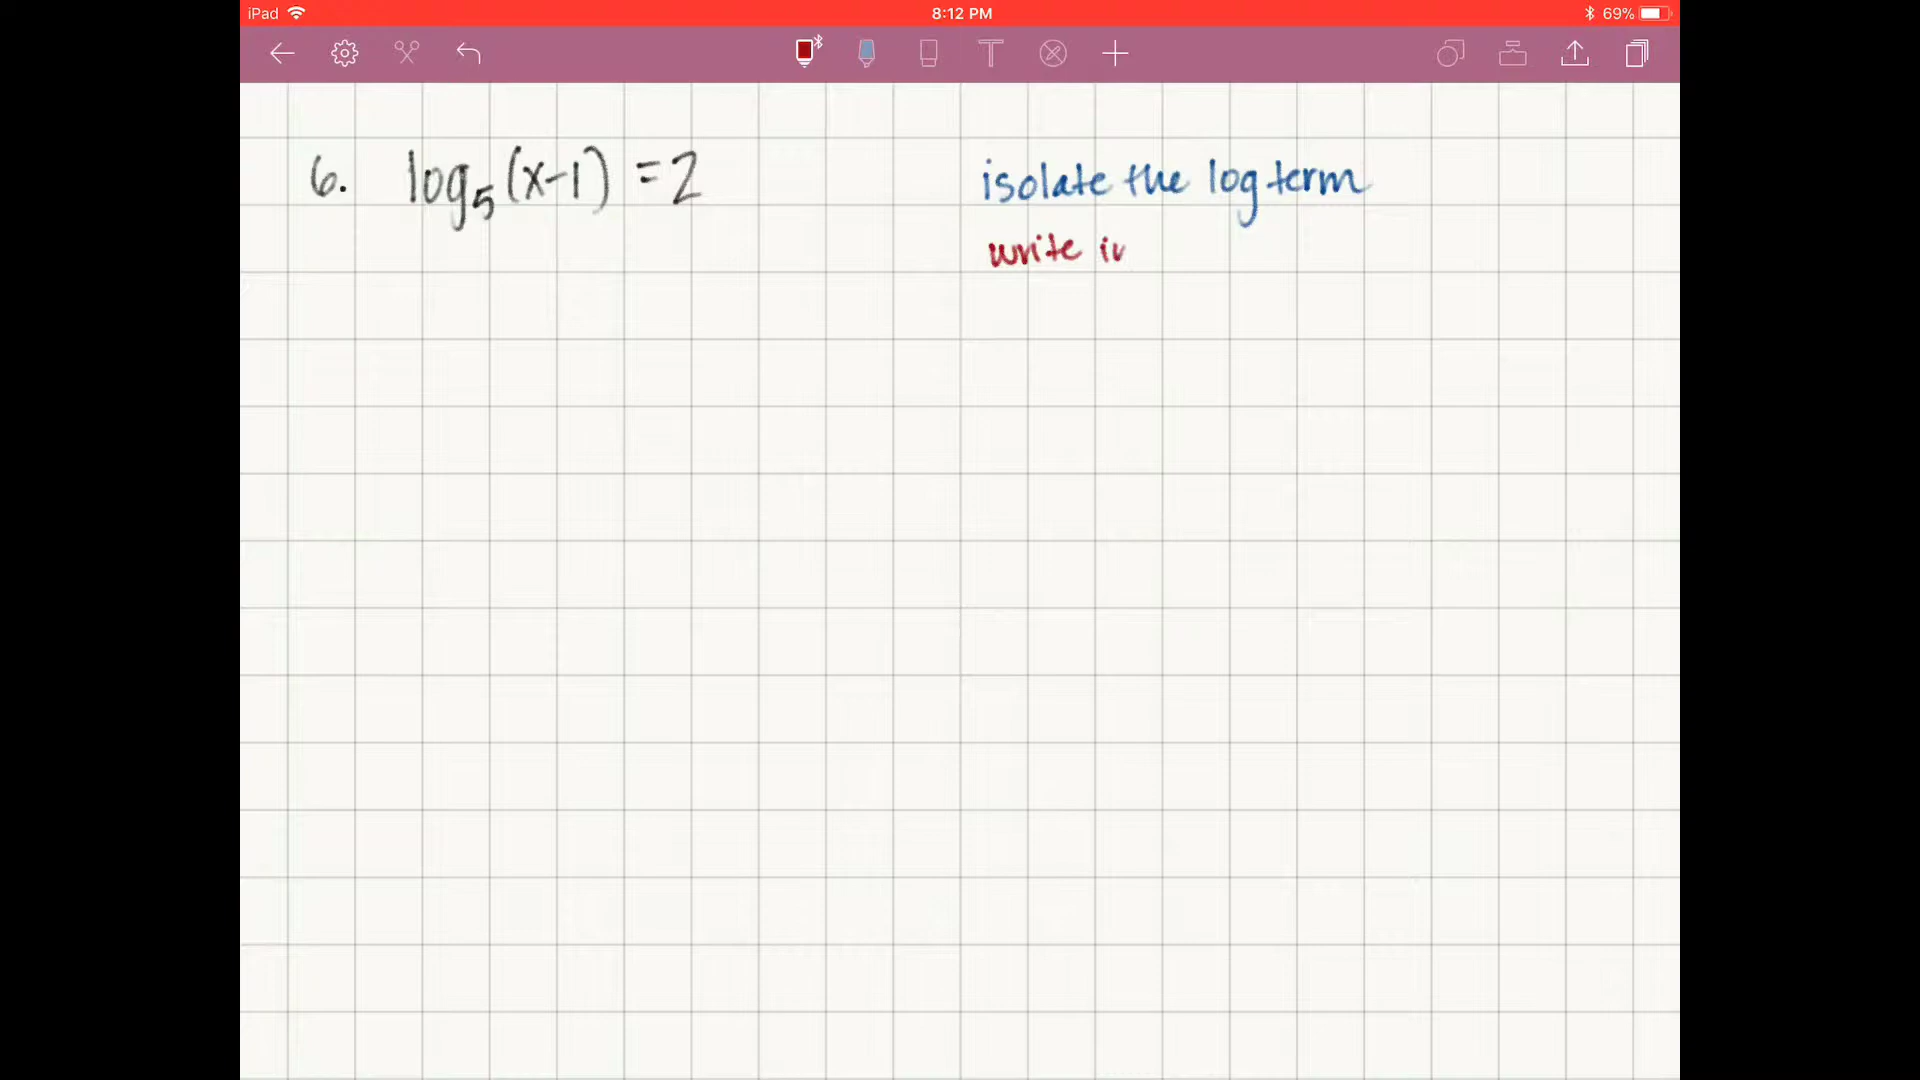 iPad 8:12 PM 69%
6. log₅(x-1) = 2
isolate the log term
write in